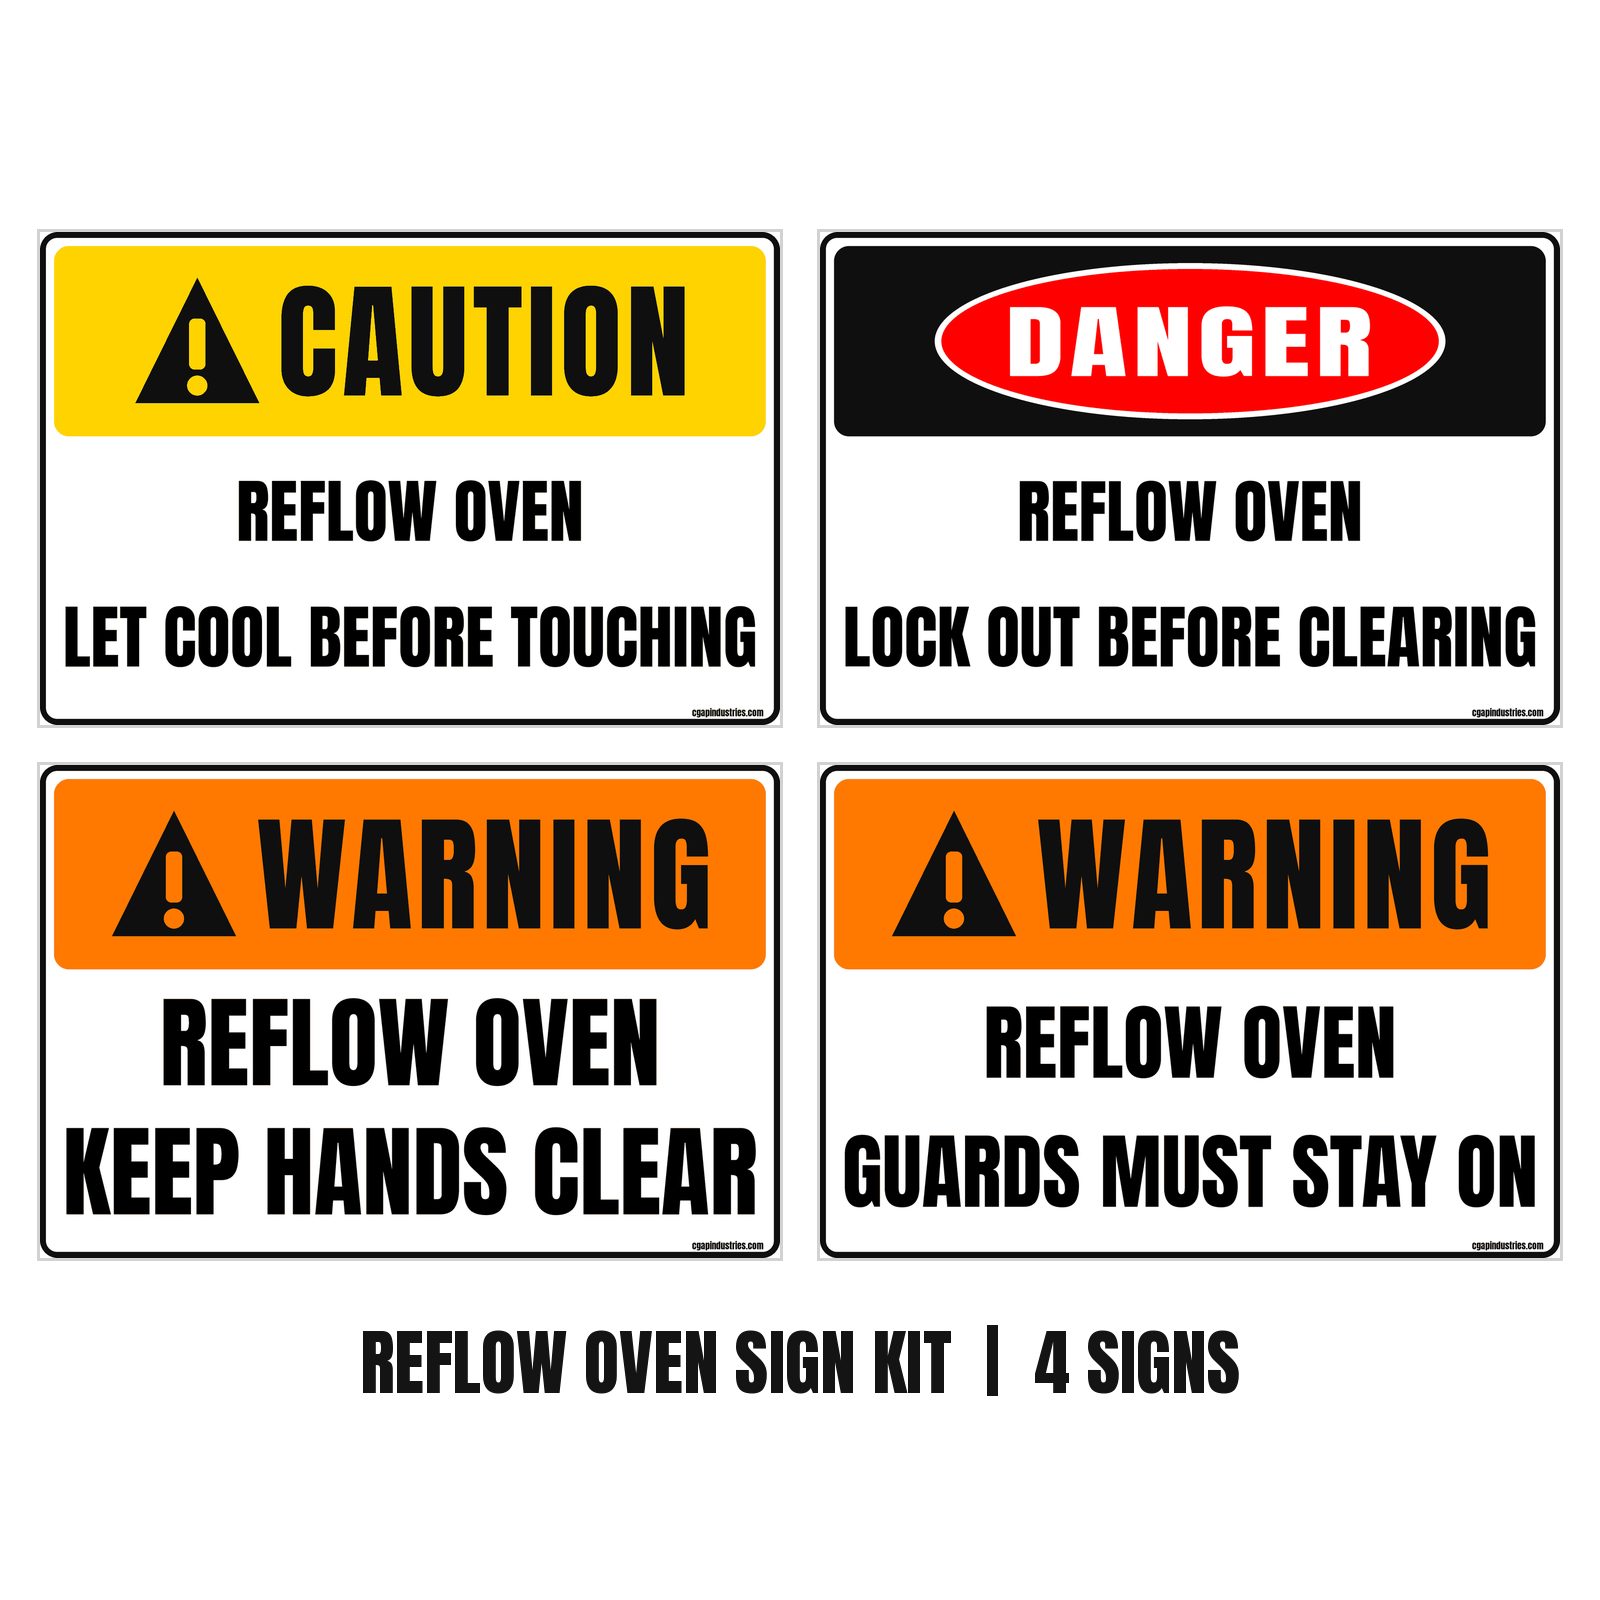 CAUTION
REFLOW OVEN
LET COOL BEFORE TOUCHING
cgapindustries.com
DANGER
REFLOW OVEN
LOCK OUT BEFORE CLEARING
cgapindustries.com
WARNING
REFLOW OVEN
KEEP HANDS CLEAR
cgapindustries.com
WARNING
REFLOW OVEN
GUARDS MUST STAY ON
cgapindustries.com
REFLOW OVEN SIGN KIT | 4 SIGNS